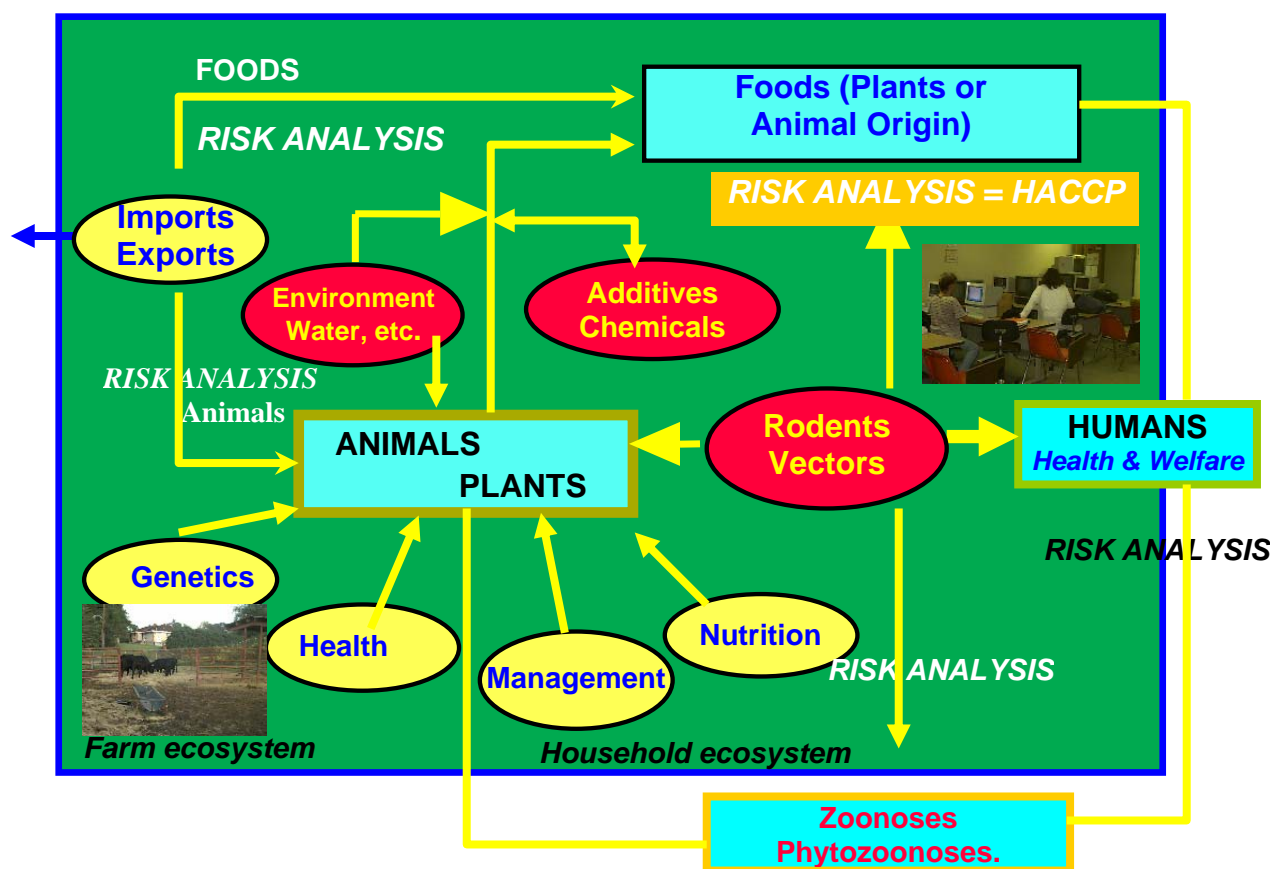 FOODS
Foods (Plants or
Animal Origin)
RISK ANALYSIS
RISK ANALYSIS = HACCP
Imports
Exports
Environment
Water, etc.
Additives
Chemicals
RISK ANALYSIS
Animals
ANIMALS
PLANTS
Rodents
Vectors
HUMANS
Health & Welfare
RISK ANALYSIS
Genetics
Health
Management
Nutrition
RISK ANALYSIS
Farm ecosystem
Household ecosystem
Zoonoses
Phytozoonoses.